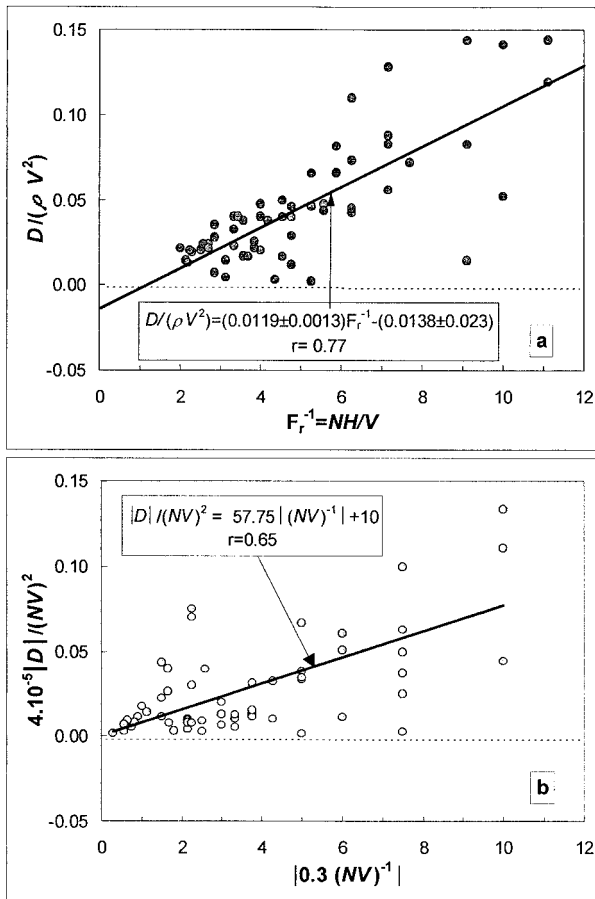 0.15
0.10
0.05
0.00
-0.05
D/(ρ V²)
D/(ρ V²)=(0.0119±0.0013)Fᵣ⁻¹-(0.0138±0.023)
r= 0.77
a
0 2 4 6 8 10 12
Fᵣ⁻¹=NH/V
0.15
0.10
0.05
0.00
-0.05
4.10⁻⁵|D|/(NV)²
|D|/(NV)² = 57.75|(NV)⁻¹|+10
r=0.65
b
0 2 4 6 8 10 12
|0.3 (NV)⁻¹|